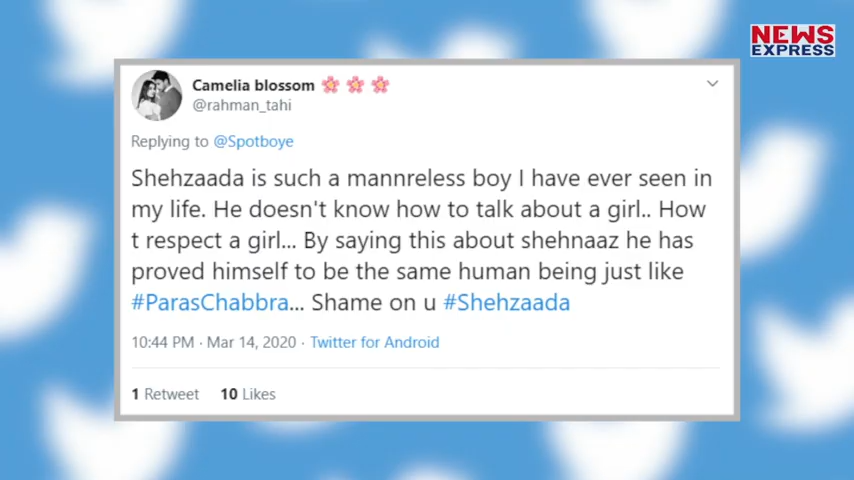 NEWS
EXPRESS
Camelia blossom 🌸 🌸 🌸
@rahman_tahi
Replying to @Spotboye
Shehzaada is such a mannreless boy I have ever seen in
my life. He doesn't know how to talk about a girl.. How
t respect a girl... By saying this about shehnaaz he has
proved himself to be the same human being just like
#ParasChabbra... Shame on u #Shehzaada
10:44 PM · Mar 14, 2020 · Twitter for Android
1 Retweet 10 Likes